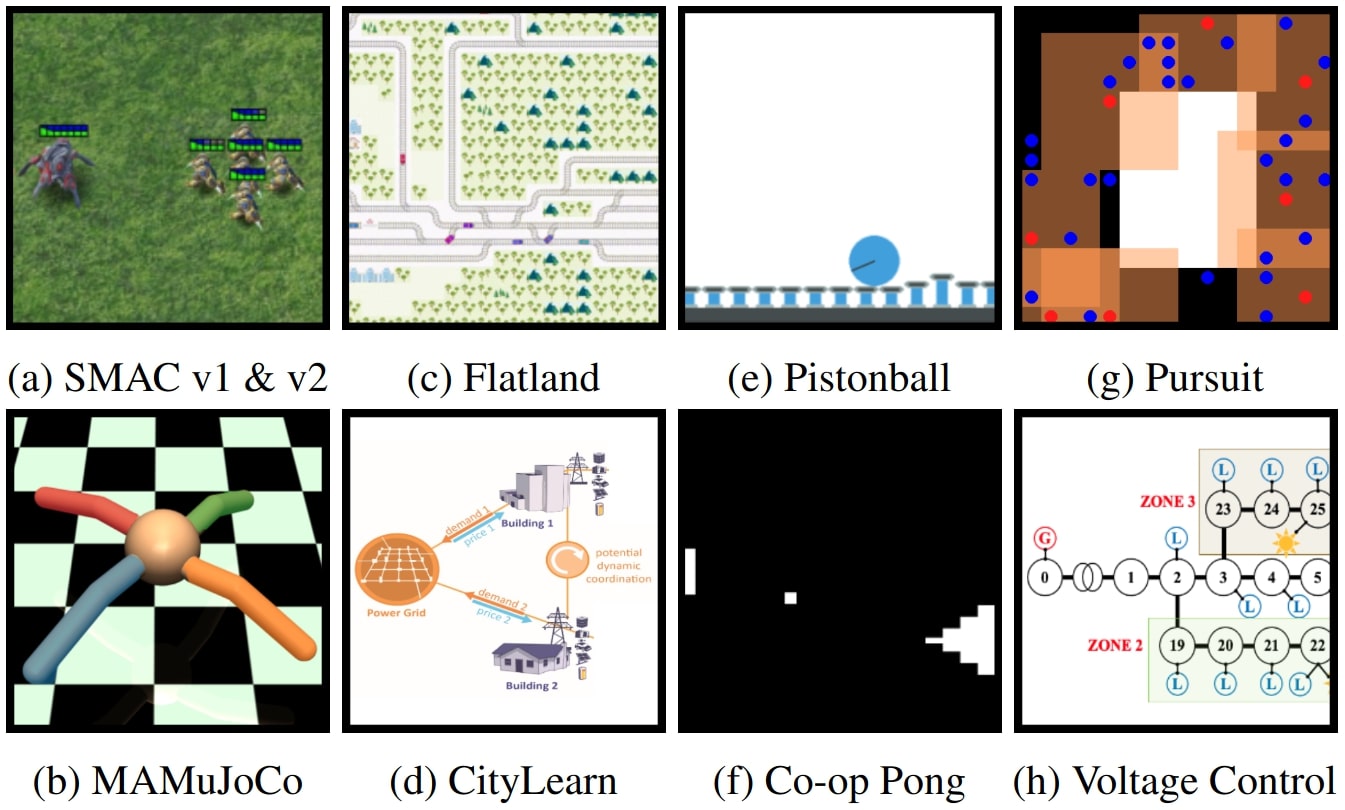 (a) SMAC v1 & v2
(c) Flatland
(e) Pistonball
(g) Pursuit
demand 1
price 1
Building 1
Power Grid
potential
dynamic
coordination
demand 2
price 2
Building 2
L
L
L
ZONE 3
23
24
25
G
L
0
1
2
3
4
5
L
L
ZONE 2
19
20
21
22
L
L
L
L
(b) MAMuJoCo
(d) CityLearn
(f) Co-op Pong
(h) Voltage Control